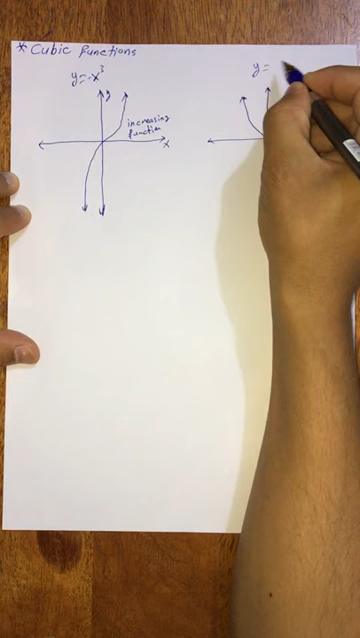 * Cubic Functions
y=-x³
y=
y
increasing
function
x